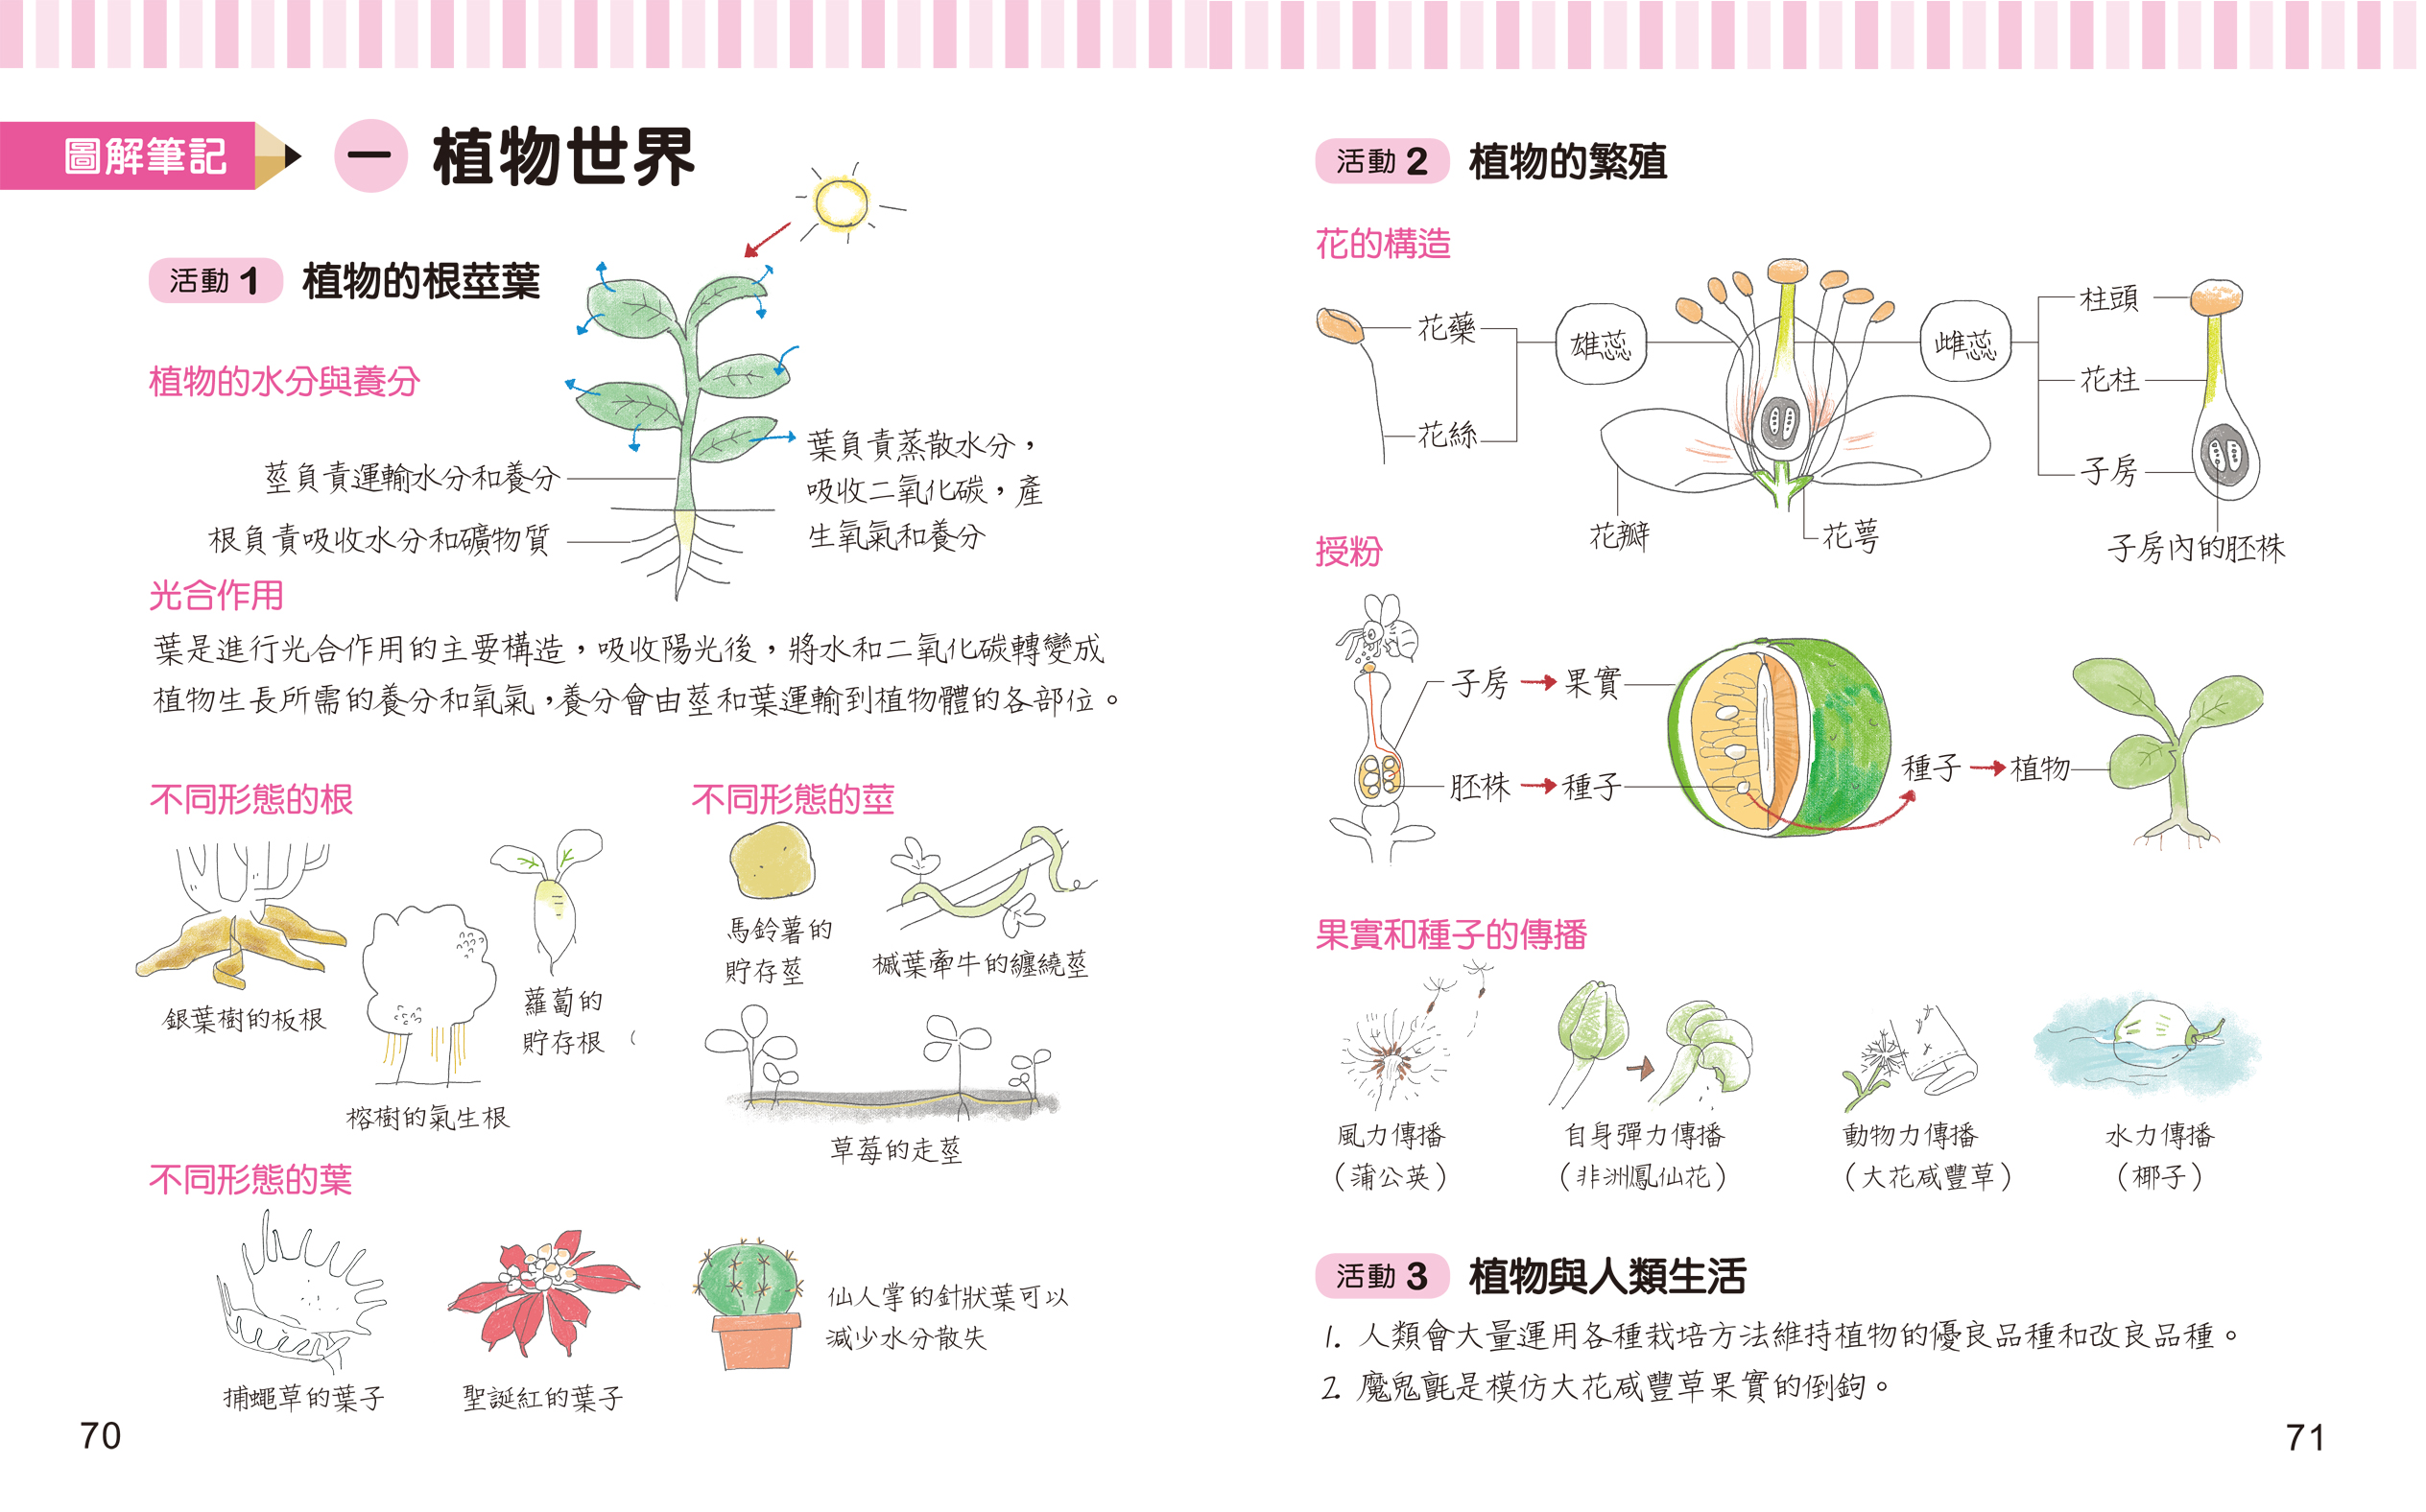 圖解筆記
一 植物世界
活動1 植物的根莖葉
植物的水分與養分
莖負責運輸水分和養分
根負責吸收水分和礦物質
葉負責蒸散水分，
吸收二氧化碳，產
生氧氣和養分
光合作用
葉是進行光合作用的主要構造，吸收陽光後，將水和二氧化碳轉變成
植物生長所需的養分和氧氣，養分會由莖和葉運輸到植物體的各部位。
不同形態的根
銀葉樹的板根
榕樹的氣生根
蘿蔔的
貯存根
不同形態的莖
馬鈴薯的
貯存莖
槭葉牽牛的纏繞莖
草莓的走莖
不同形態的葉
捕蠅草的葉子
聖誕紅的葉子
仙人掌的針狀葉可以
減少水分散失
70
活動2 植物的繁殖
花的構造
花藥
花絲
雄蕊
雌蕊
柱頭
花柱
子房
花瓣
花萼
子房內的胚株
授粉
子房→果實
胚株→種子
種子→植物
果實和種子的傳播
風力傳播
（蒲公英）
自身彈力傳播
（非洲鳳仙花）
動物力傳播
（大花咸豐草）
水力傳播
（椰子）
活動3 植物與人類生活
1. 人類會大量運用各種栽培方法維持植物的優良品種和改良品種。
2. 魔鬼氈是模仿大花咸豐草果實的倒鉤。
71